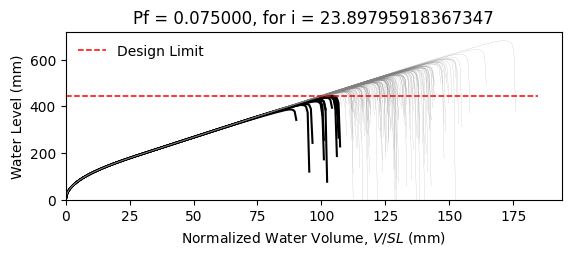 Pf = 0.075000, for i = 23.89795918367347
Design Limit
Water Level (mm)
600
400
200
0
0 25 50 75 100 125 150 175
Normalized Water Volume, V/SL (mm)